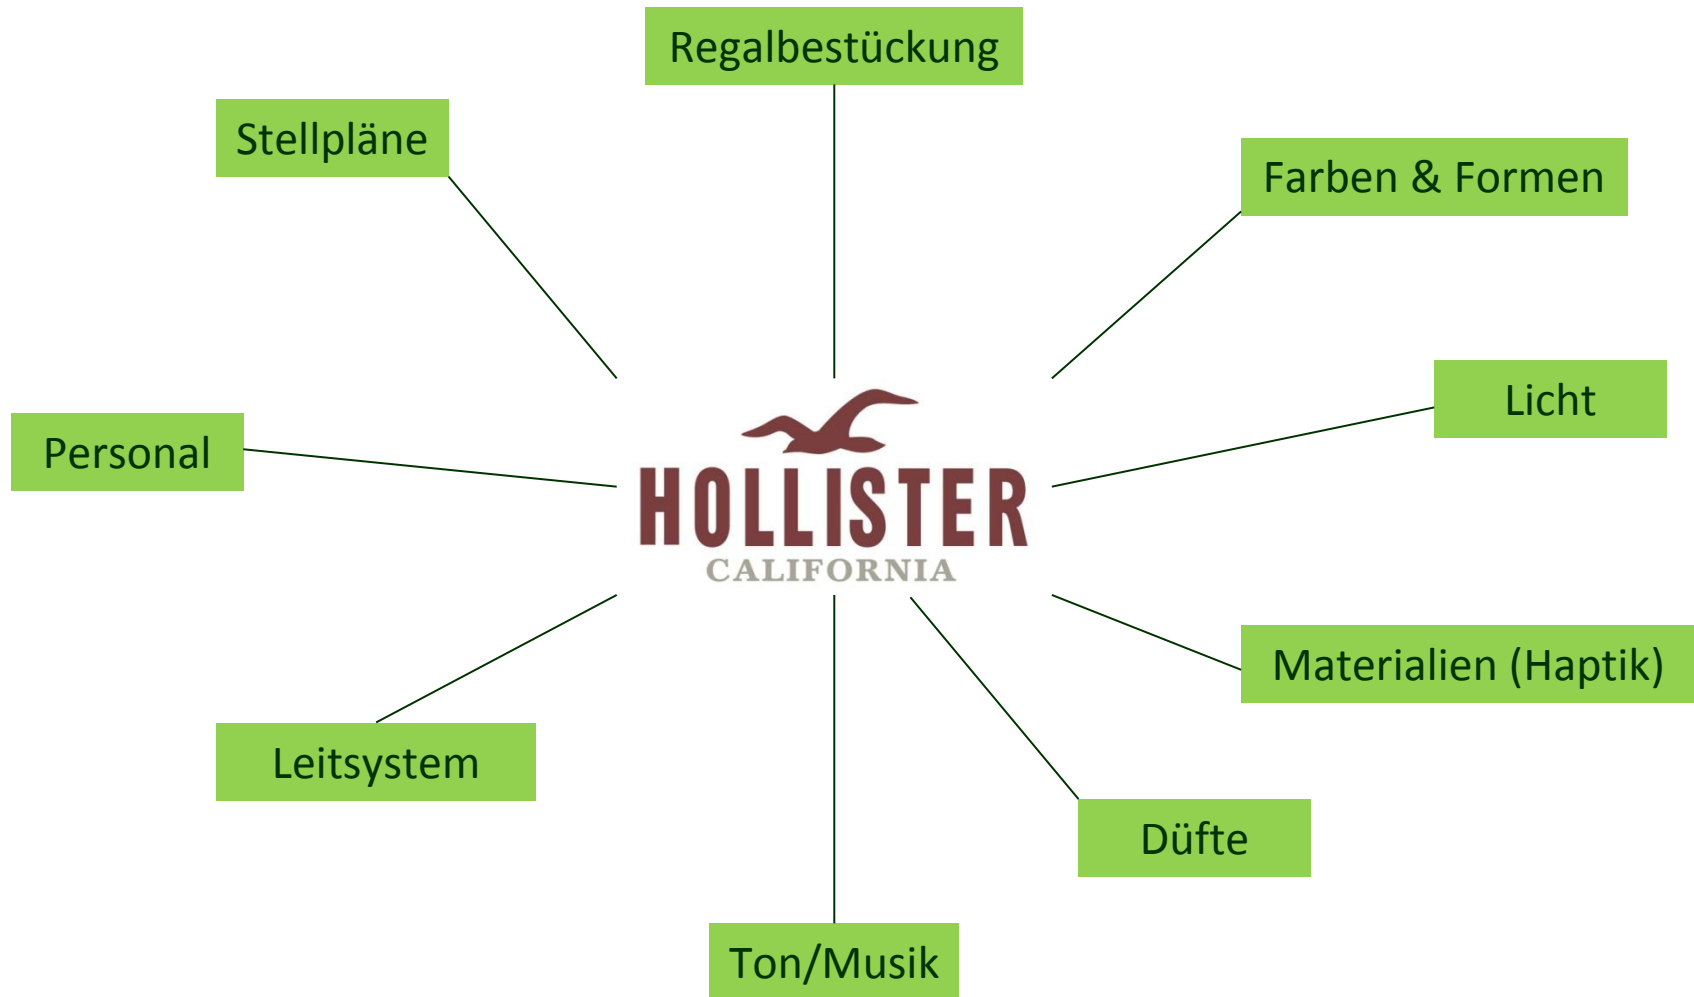 Regalbestückung
Stellpläne
Farben & Formen
Licht
Personal
HOLLISTER
CALIFORNIA
Materialien (Haptik)
Leitsystem
Düfte
Ton/Musik